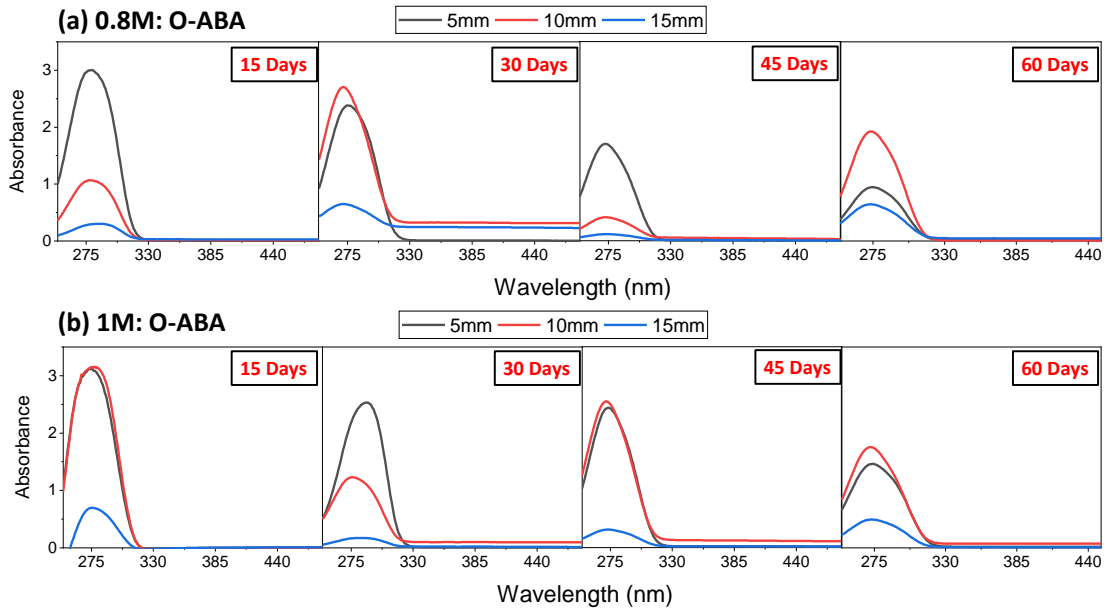 (a) 0.8M: O-ABA
5mm 10mm 15mm
15 Days 30 Days 45 Days 60 Days
3
2
1
0
Absorbance
275 330 385 440 275 330 385 440 275 330 385 440 275 330 385 440
Wavelength (nm)
(b) 1M: O-ABA
5mm 10mm 15mm
15 Days 30 Days 45 Days 60 Days
3
2
1
0
Absorbance
275 330 385 440 275 330 385 440 275 330 385 440 275 330 385 440
Wavelength (nm)